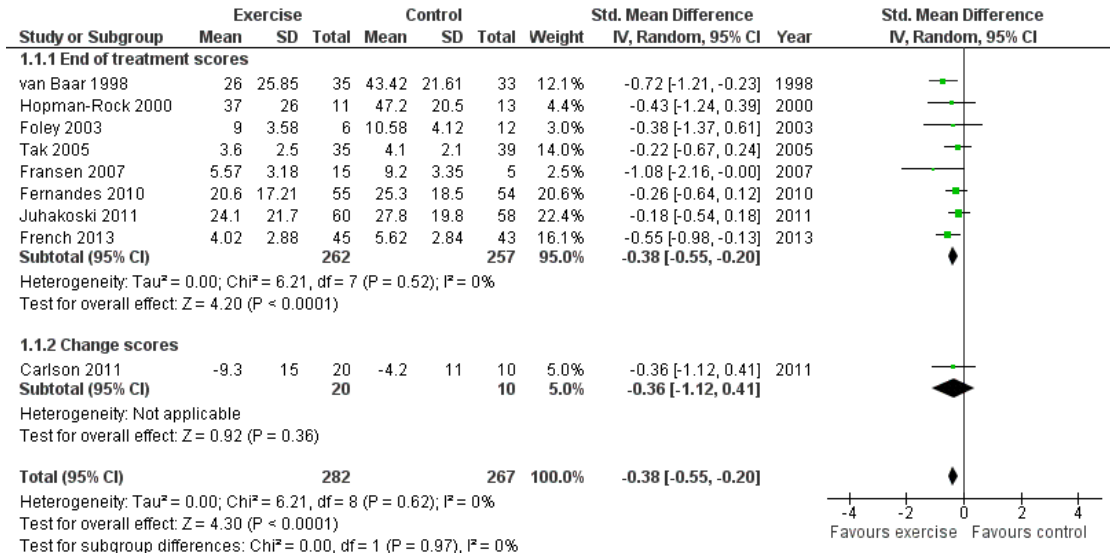 Exercise Control Std. Mean Difference Std. Mean Difference
Study or Subgroup Mean SD Total Mean SD Total Weight IV, Random, 95% CI Year IV, Random, 95% CI
1.1.1 End of treatment scores
van Baar 1998 26 25.85 35 43.42 21.61 33 12.1% -0.72 [-1.21, -0.23] 1998
Hopman-Rock 2000 37 26 11 47.2 20.5 13 4.4% -0.43 [-1.24, 0.39] 2000
Foley 2003 9 3.58 6 10.58 4.12 12 3.0% -0.38 [-1.37, 0.61] 2003
Tak 2005 3.6 2.5 35 4.1 2.1 39 14.0% -0.22 [-0.67, 0.24] 2005
Fransen 2007 5.57 3.18 15 9.2 3.35 5 2.5% -1.08 [-2.16, -0.00] 2007
Fernandes 2010 20.6 17.21 55 25.3 18.5 54 20.6% -0.26 [-0.64, 0.12] 2010
Juhakoski 2011 24.1 21.7 60 27.8 19.8 58 22.4% -0.18 [-0.54, 0.18] 2011
French 2013 4.02 2.88 45 5.62 2.84 43 16.1% -0.55 [-0.98, -0.13] 2013
Subtotal (95% CI) 262 257 95.0% -0.38 [-0.55, -0.20]
Heterogeneity: Tau² = 0.00; Chi² = 6.21, df = 7 (P = 0.52); I² = 0%
Test for overall effect: Z = 4.20 (P < 0.0001)
1.1.2 Change scores
Carlson 2011 -9.3 15 20 -4.2 11 10 5.0% -0.36 [-1.12, 0.41] 2011
Subtotal (95% CI) 20 10 5.0% -0.36 [-1.12, 0.41]
Heterogeneity: Not applicable
Test for overall effect: Z = 0.92 (P = 0.36)
Total (95% CI) 282 267 100.0% -0.38 [-0.55, -0.20]
Heterogeneity: Tau² = 0.00; Chi² = 6.21, df = 8 (P = 0.62); I² = 0%
Test for overall effect: Z = 4.30 (P < 0.0001)
Test for subgroup differences: Chi² = 0.00, df = 1 (P = 0.97), I² = 0%
-4 -2 0 2 4
Favours exercise Favours control